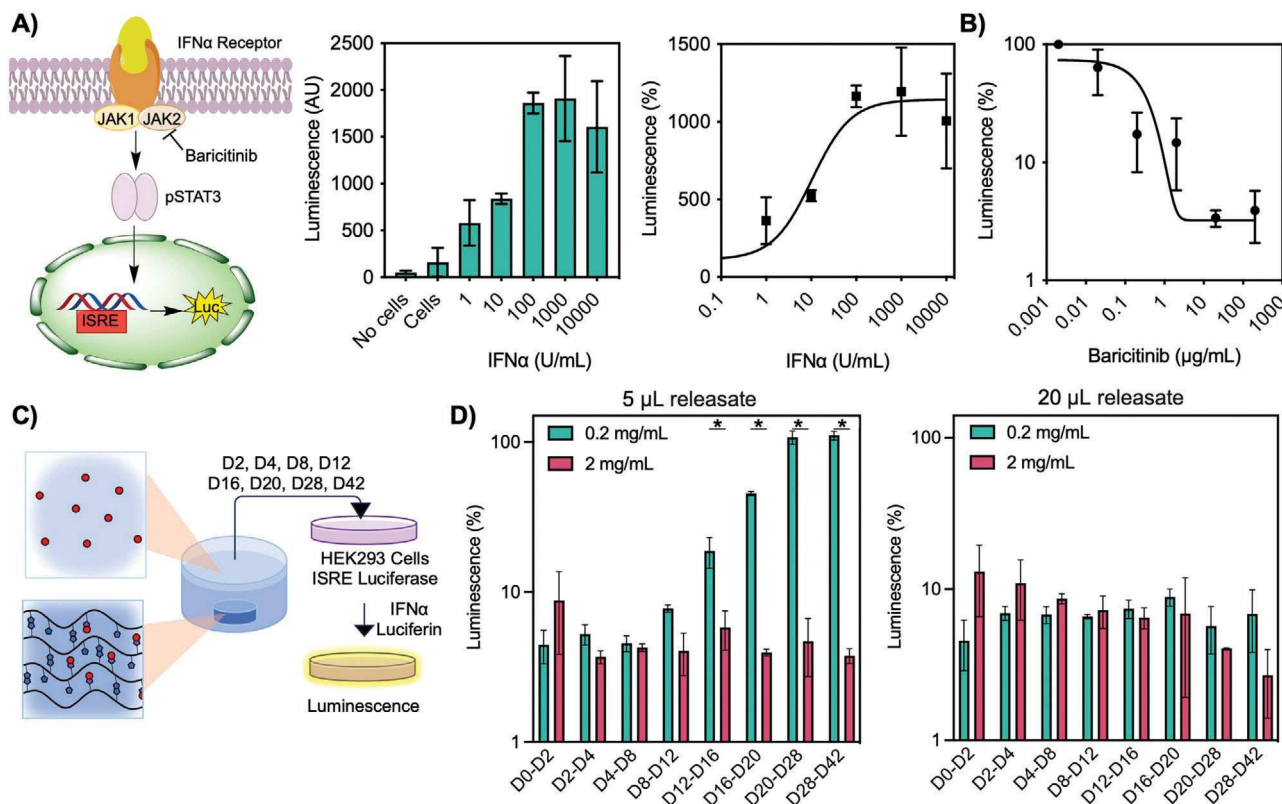 A)
IFNα Receptor
JAK1 JAK2
Baricitinib
pSTAT3
ISRE
Luc
Luminescence (AU)
2500
2000
1500
1000
500
0
No cells Cells 1 10 100 1000 10000
IFNα (U/mL)
Luminescence (%)
1500
1000
500
0
0.1 1 10 100 1000 10000
IFNα (U/mL)
B)
Luminescence (%)
100
10
1
0.001 0.01 0.1 1 10 100 1000
Baricitinib (µg/mL)
C)
D2, D4, D8, D12
D16, D20, D28, D42
HEK293 Cells
ISRE Luciferase
IFNα
Luciferin
Luminescence
D)
5 µL releasate
0.2 mg/mL
2 mg/mL
* * * *
Luminescence (%)
100
10
1
D0-D2 D2-D4 D4-D8 D8-D12 D12-D16 D16-D20 D20-D28 D28-D42
20 µL releasate
0.2 mg/mL
2 mg/mL
Luminescence (%)
100
10
1
D0-D2 D2-D4 D4-D8 D8-D12 D12-D16 D16-D20 D20-D28 D28-D42